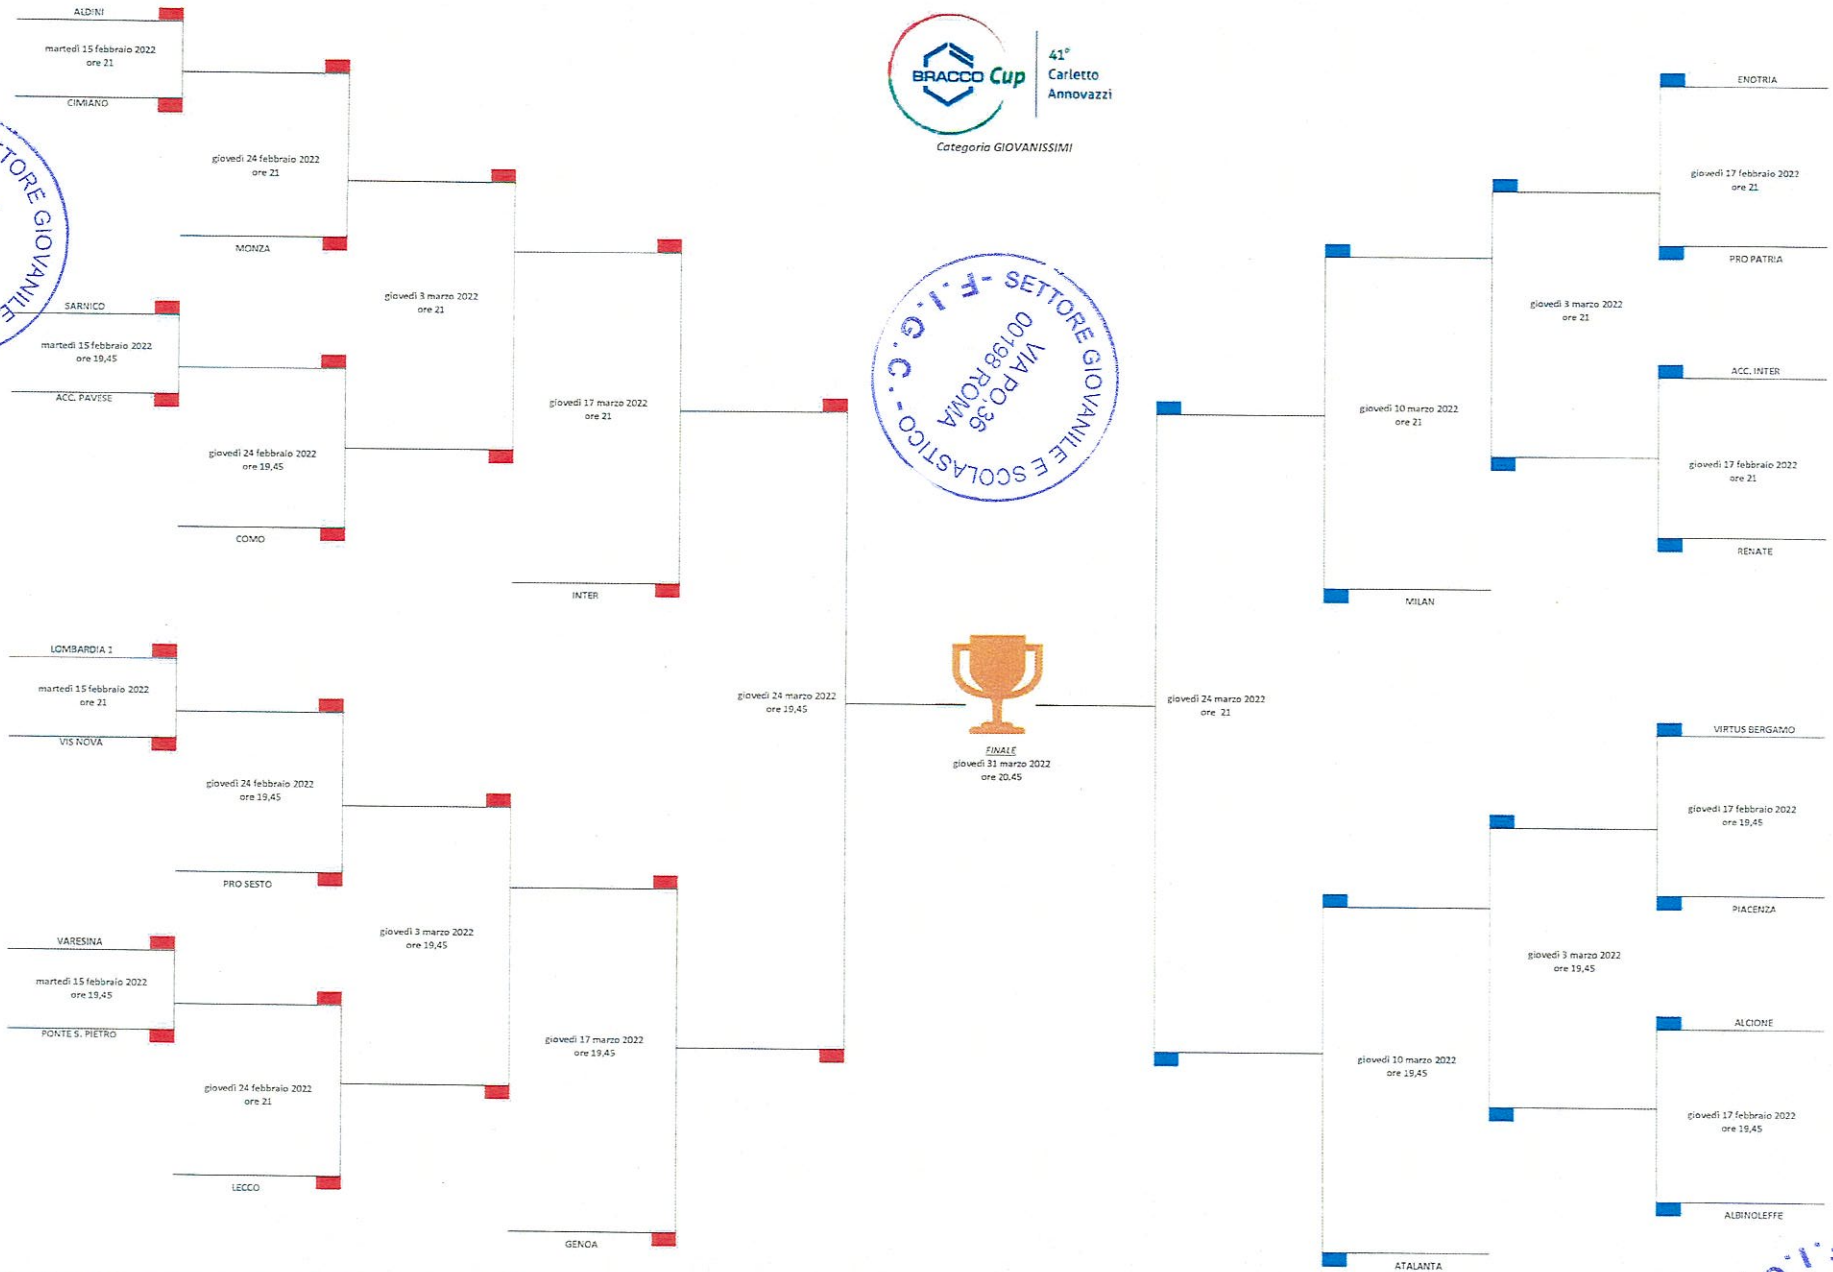 BRACCO Cup
41°
Carletto
Annovazzi
Categoria GIOVANISSIMI
ALDINI
martedì 15 febbraio 2022
ore 21
CIMIANO
giovedì 24 febbraio 2022
ore 21
MONZA
SARNICO
martedì 15 febbraio 2022
ore 19,45
ACC. PAVESE
giovedì 24 febbraio 2022
ore 19,45
COMO
giovedì 3 marzo 2022
ore 21
giovedì 17 marzo 2022
ore 21
INTER
LOMBARDIA 1
martedì 15 febbraio 2022
ore 21
VIS NOVA
giovedì 24 febbraio 2022
ore 19,45
PRO SESTO
VARESINA
martedì 15 febbraio 2022
ore 19,45
PONTE S. PIETRO
giovedì 24 febbraio 2022
ore 21
LECCO
giovedì 3 marzo 2022
ore 19,45
giovedì 17 marzo 2022
ore 19,45
GENOA
giovedì 24 marzo 2022
ore 19,45
FINALE
giovedì 31 marzo 2022
ore 20,45
giovedì 24 marzo 2022
ore 21
giovedì 10 marzo 2022
ore 21
MILAN
giovedì 3 marzo 2022
ore 21
ENOTRIA
giovedì 17 febbraio 2022
ore 21
PRO PATRIA
ACC. INTER
giovedì 17 febbraio 2022
ore 21
RENATE
giovedì 10 marzo 2022
ore 19,45
ATALANTA
giovedì 3 marzo 2022
ore 19,45
VIRTUS BERGAMO
giovedì 17 febbraio 2022
ore 19,45
PIACENZA
ALCIONE
giovedì 17 febbraio 2022
ore 19,45
ALBINOLEFFE
F.I.G.C. - SETTORE GIOVANILE E SCOLASTICO -
VIA PO,36
00198 ROMA
TORE GIOVANILE